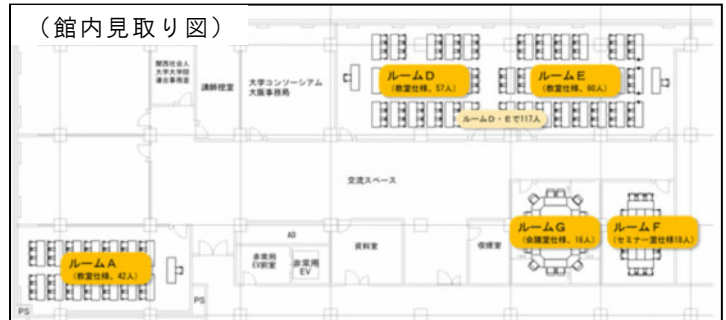 （館内見取り図）
関西社会人
大学大学院
連合事務室
講師控室
大学コンソーシアム
大阪事務局
ルームD
（教室仕様、57人）
ルームE
（教室仕様、60人）
ルームD・Eで117人
交流スペース
ルームA
（教室仕様、42人）
AD
非常用
EV前室
非常用
EV
資料室
喫煙室
ルームG
（会議室仕様、16人）
ルームF
（セミナー室仕様18人）
PS
PS